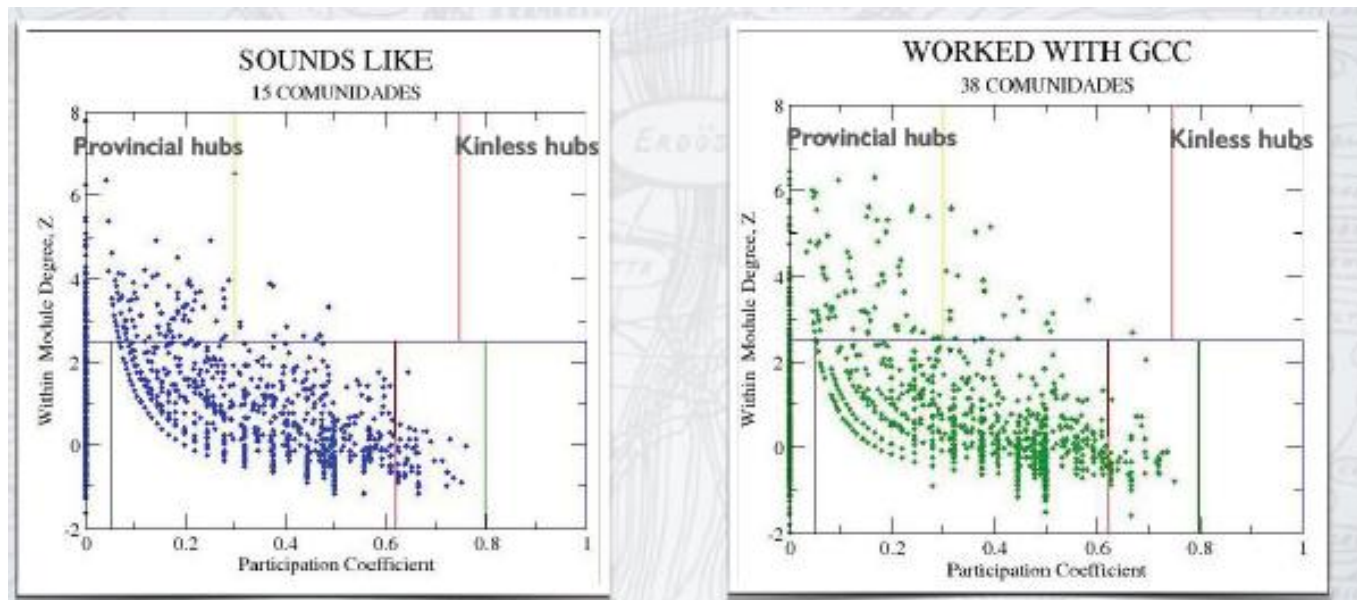 SOUNDS LIKE
15 COMUNIDADES
8
Provincial hubs
Kinless hubs
6
4
2
0
-2
Within Module Degree, Z
0
0.2
0.4
0.6
0.8
1
Participation Coefficient
ERDÖS
WORKED WITH GCC
38 COMUNIDADES
8
Provincial hubs
Kinless hubs
6
4
2
0
-2
Within Module Degree, Z
0
0.2
0.4
0.6
0.8
1
Participation Coefficient